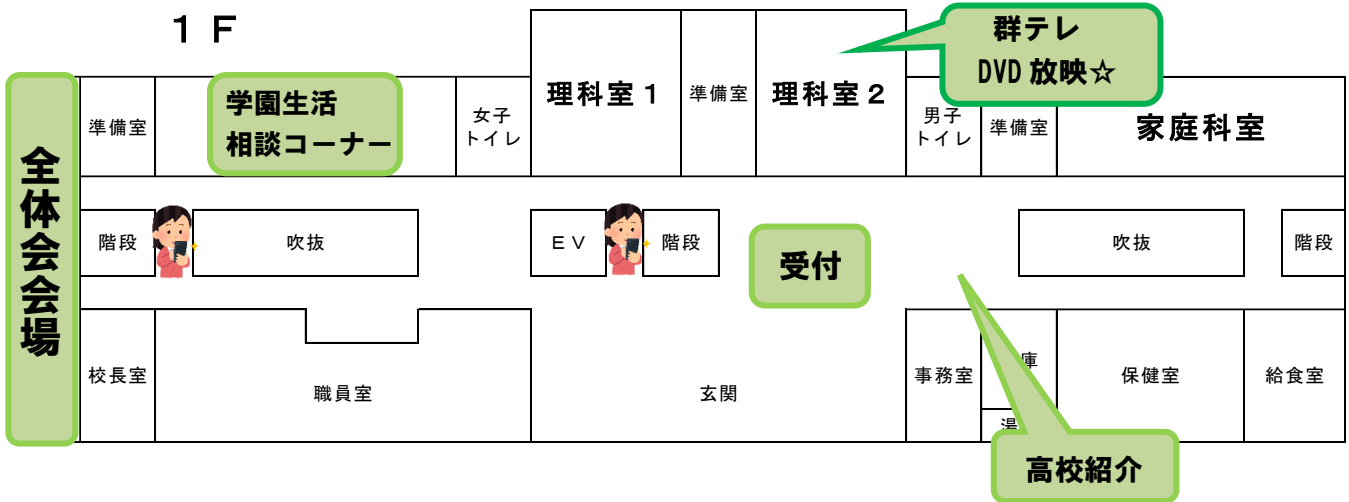 １Ｆ
群テレ
DVD 放映☆
全体会会場
準備室
学園生活
相談コーナー
女子
トイレ
理科室１
準備室
理科室２
男子
トイレ
準備室
家庭科室
階段
吹抜
ＥＶ
階段
受付
吹抜
階段
校長室
職員室
玄関
事務室
庫
湯
保健室
給食室
高校紹介